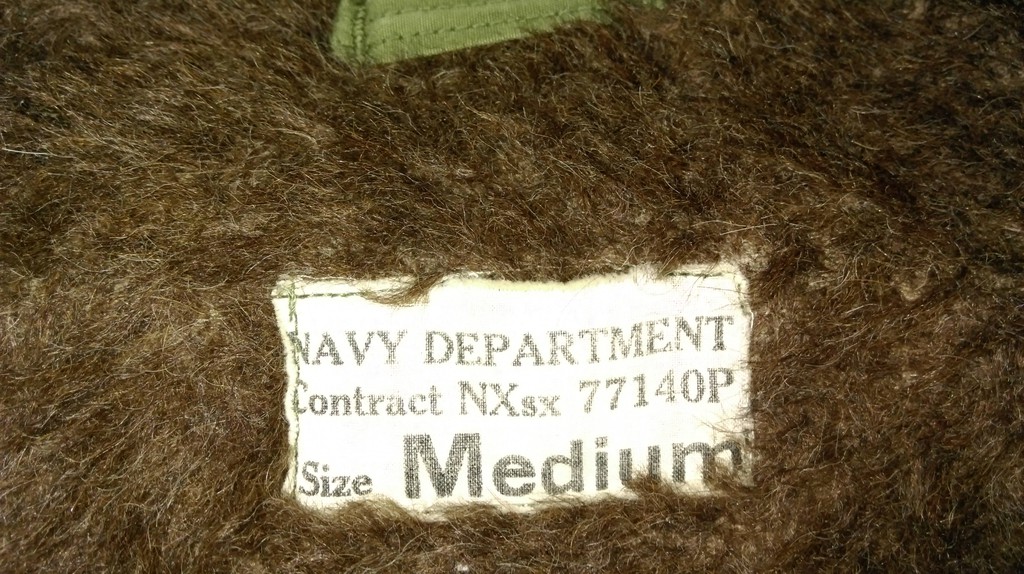 NAVY DEPARTMENT
Contract NXsx 77140P
Size Medium